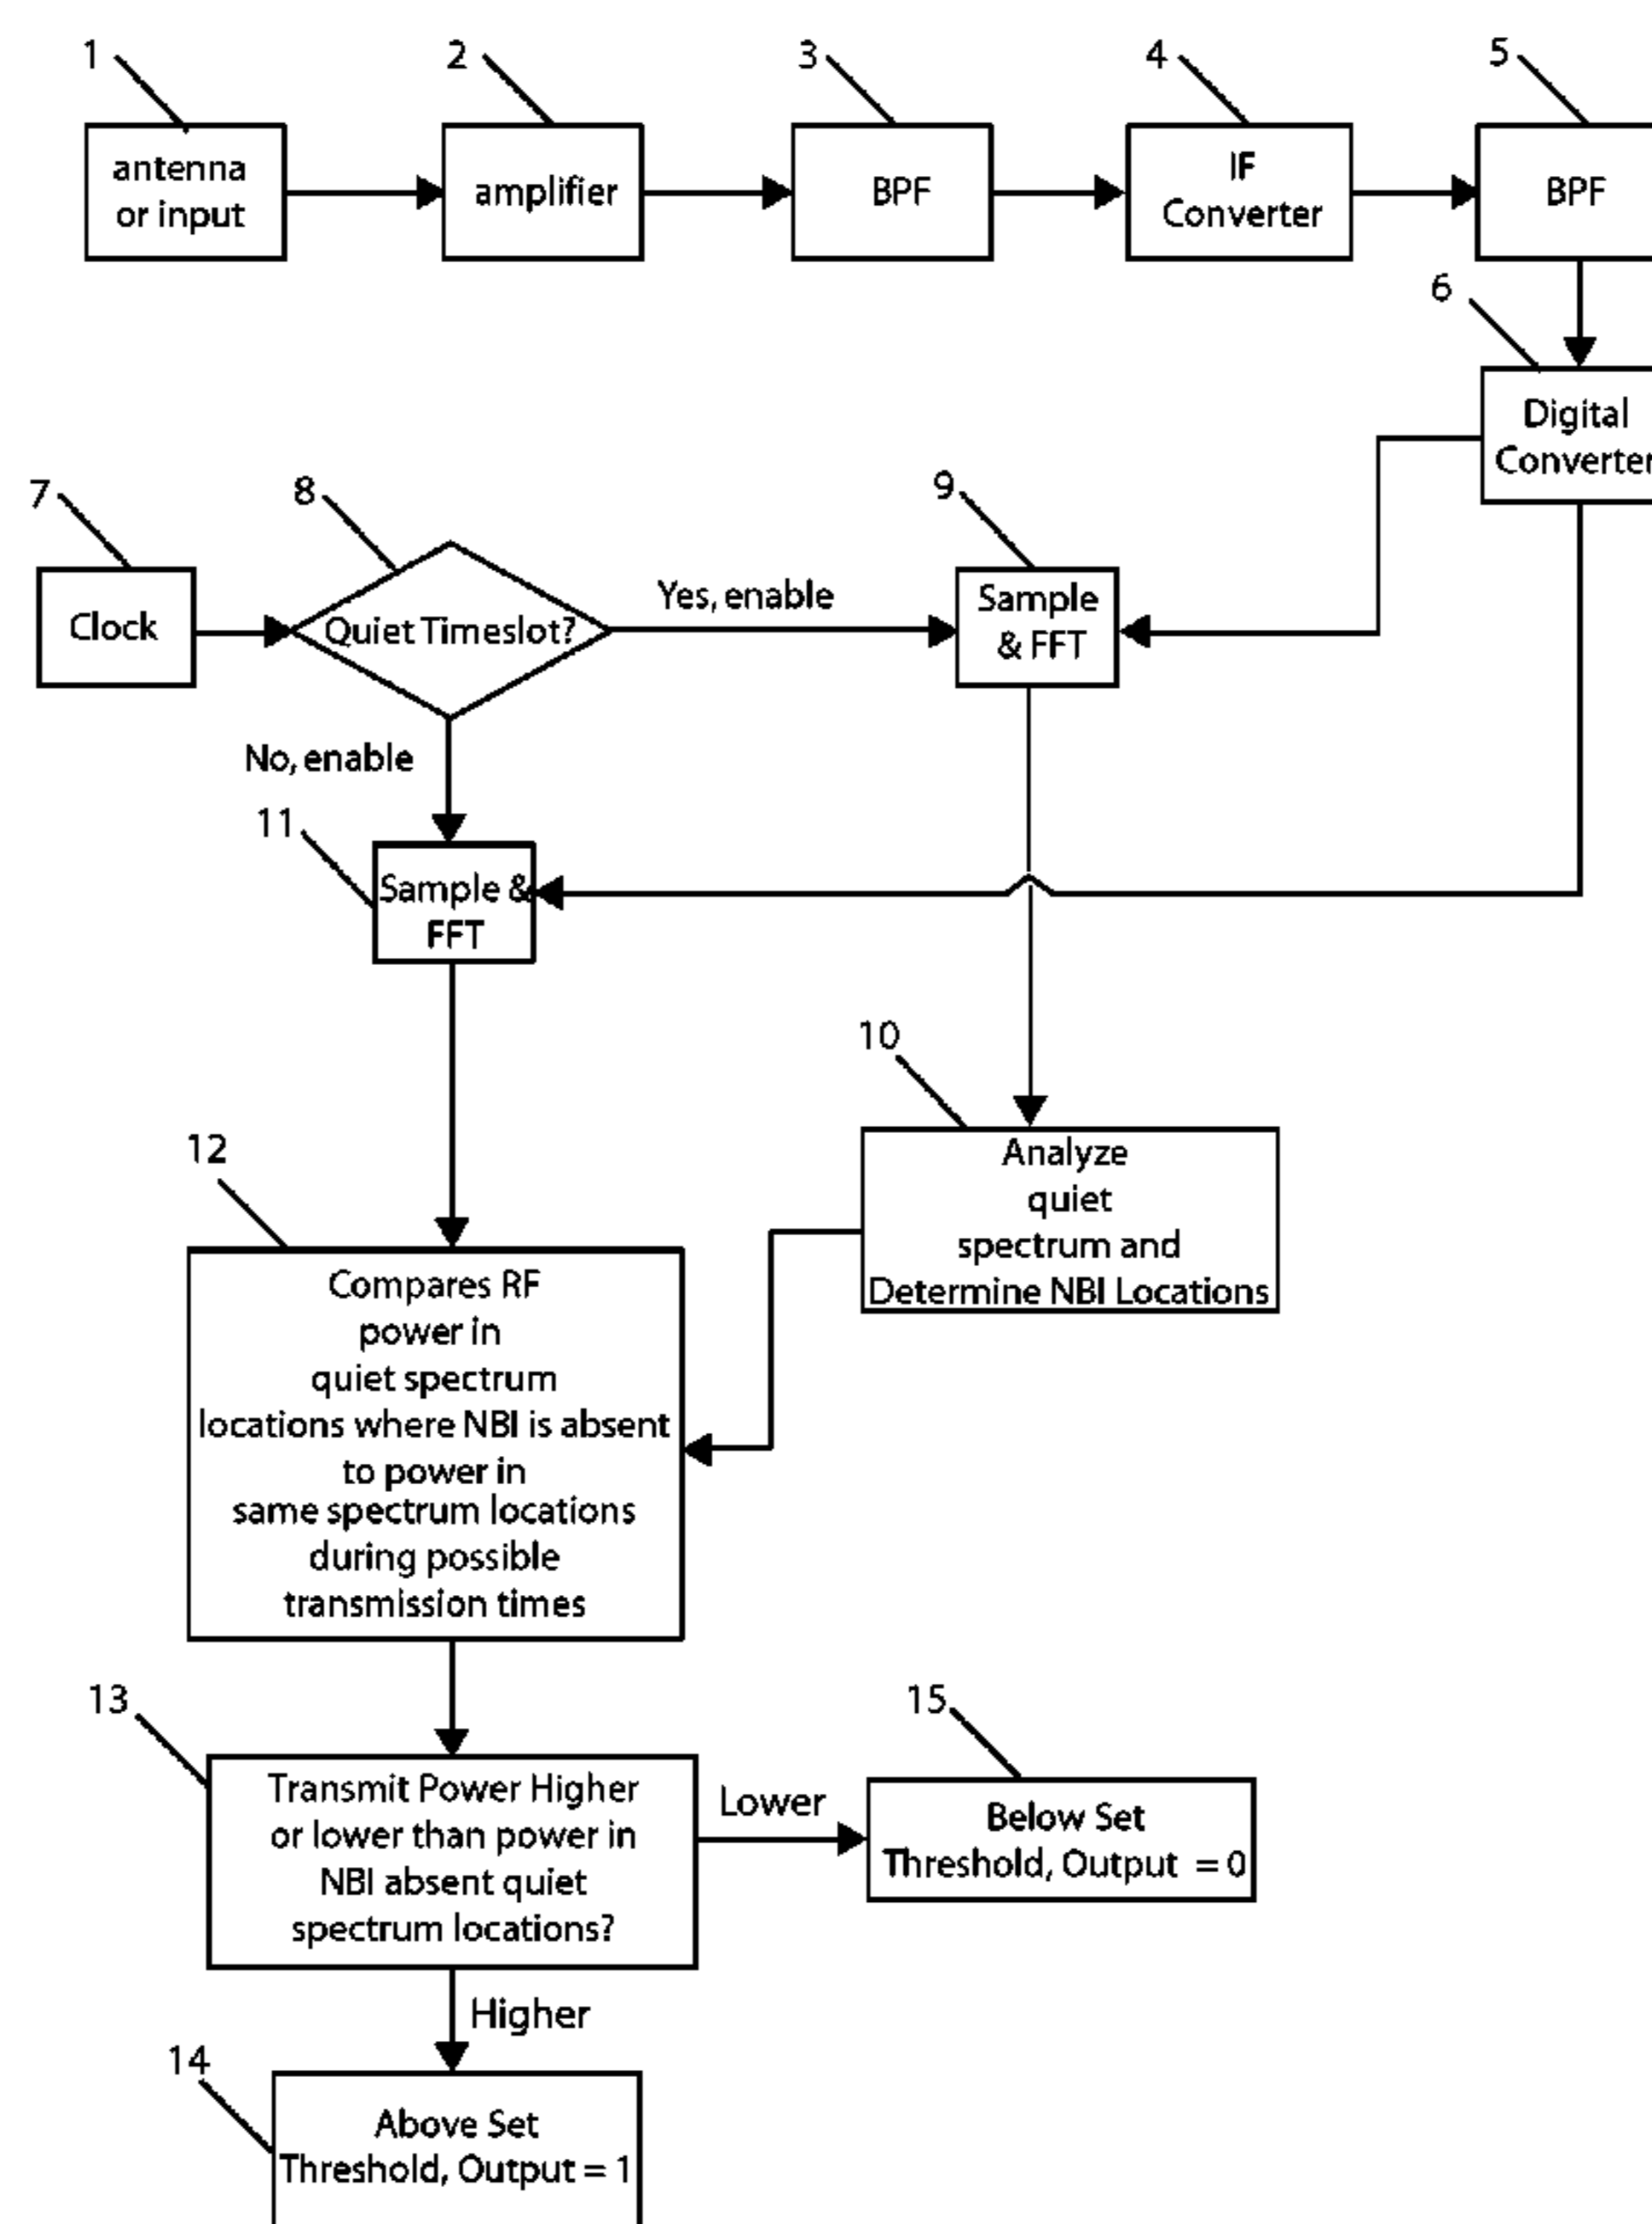 1
2
3
4
5
antenna
or input
amplifier
BPF
IF
Converter
BPF
6
Digital
Converter
7
8
9
Clock
Quiet Timeslot?
Yes, enable
Sample
& FFT
No, enable
11
Sample &
FFT
10
Analyze
quiet
spectrum and
Determine NBI Locations
12
Compares RF
power in
quiet spectrum
locations where NBI is absent
to power in
same spectrum locations
during possible
transmission times
13
Transmit Power Higher
or lower than power in
NBI absent quiet
spectrum locations?
Lower
15
Below Set
Threshold, Output = 0
Higher
14
Above Set
Threshold, Output = 1